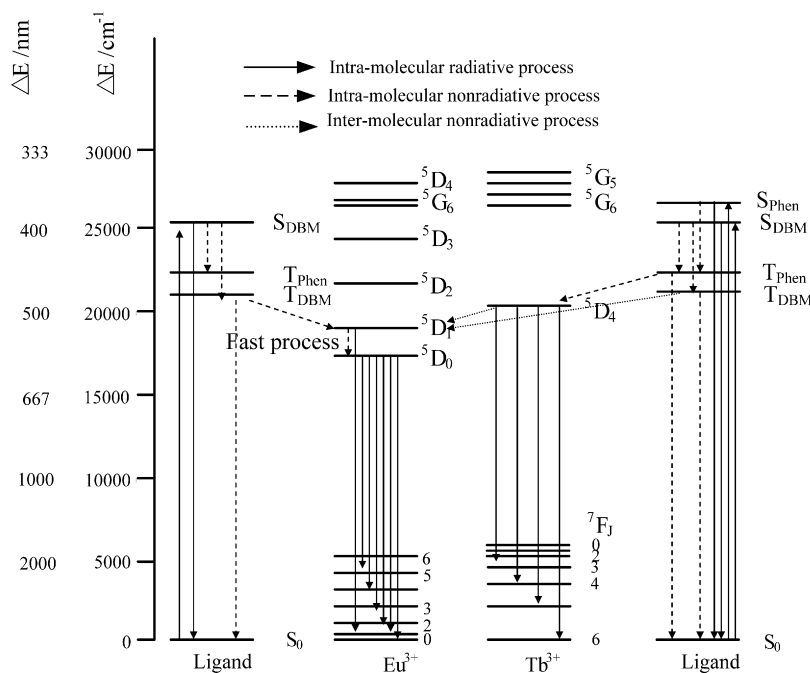 ΔE /nm
ΔE /cm⁻¹
Intra-molecular radiative process
Intra-molecular nonradiative process
Inter-molecular nonradiative process
333
30000
400
25000
500
20000
667
15000
1000
10000
2000
5000
0
S_DBM
T_Phen
T_DBM
S₀
Ligand
Fast process
⁵D₄
⁵G₆
⁵D₃
⁵D₂
⁵D₁
⁵D₀
6
5
3
2
0
Eu³⁺
⁵G₅
⁵G₆
⁵D₄
⁷F_J
0
2
3
4
6
Tb³⁺
S_Phen
S_DBM
T_Phen
T_DBM
S₀
Ligand